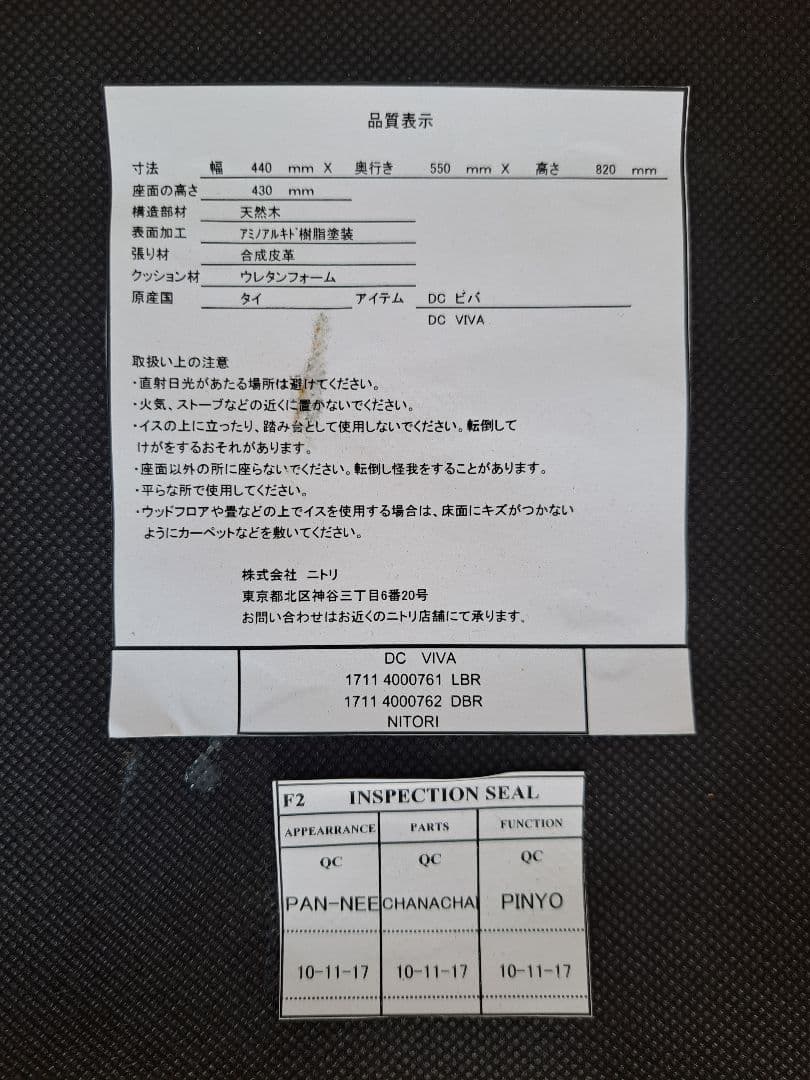 品質表示
寸法 幅 440 mm X 奥行き 550 mm X 高さ 820 mm
座面の高さ 430 mm
構造部材 天然木
表面加工 ｱﾐﾉｱﾙｷﾄﾞ樹脂塗装
張り材 合成皮革
クッション材 ウレタンフォーム
原産国 タイ アイテム DC ビバ
DC VIVA
取扱い上の注意
・直射日光があたる場所は避けてください。
・火気、ストーブなどの近くに置かないでください。
・イスの上に立ったり、踏み台として使用しないでください。転倒して
けがをするおそれがあります。
・座面以外の所に座らないでください。転倒し怪我をすることがあります。
・平らな所で使用してください。
・ウッドフロアや畳などの上でイスを使用する場合は、床面にキズがつかない
ようにカーペットなどを敷いてください。
株式会社 ニトリ
東京都北区神谷三丁目6番20号
お問い合わせはお近くのニトリ店舗にて承ります。
DC VIVA
1711 4000761 LBR
1711 4000762 DBR
NITORI
F2 INSPECTION SEAL
APPEARRANCE PARTS FUNCTION
QC QC QC
PAN-NEE CHANACHAI PINYO
10-11-17 10-11-17 10-11-17